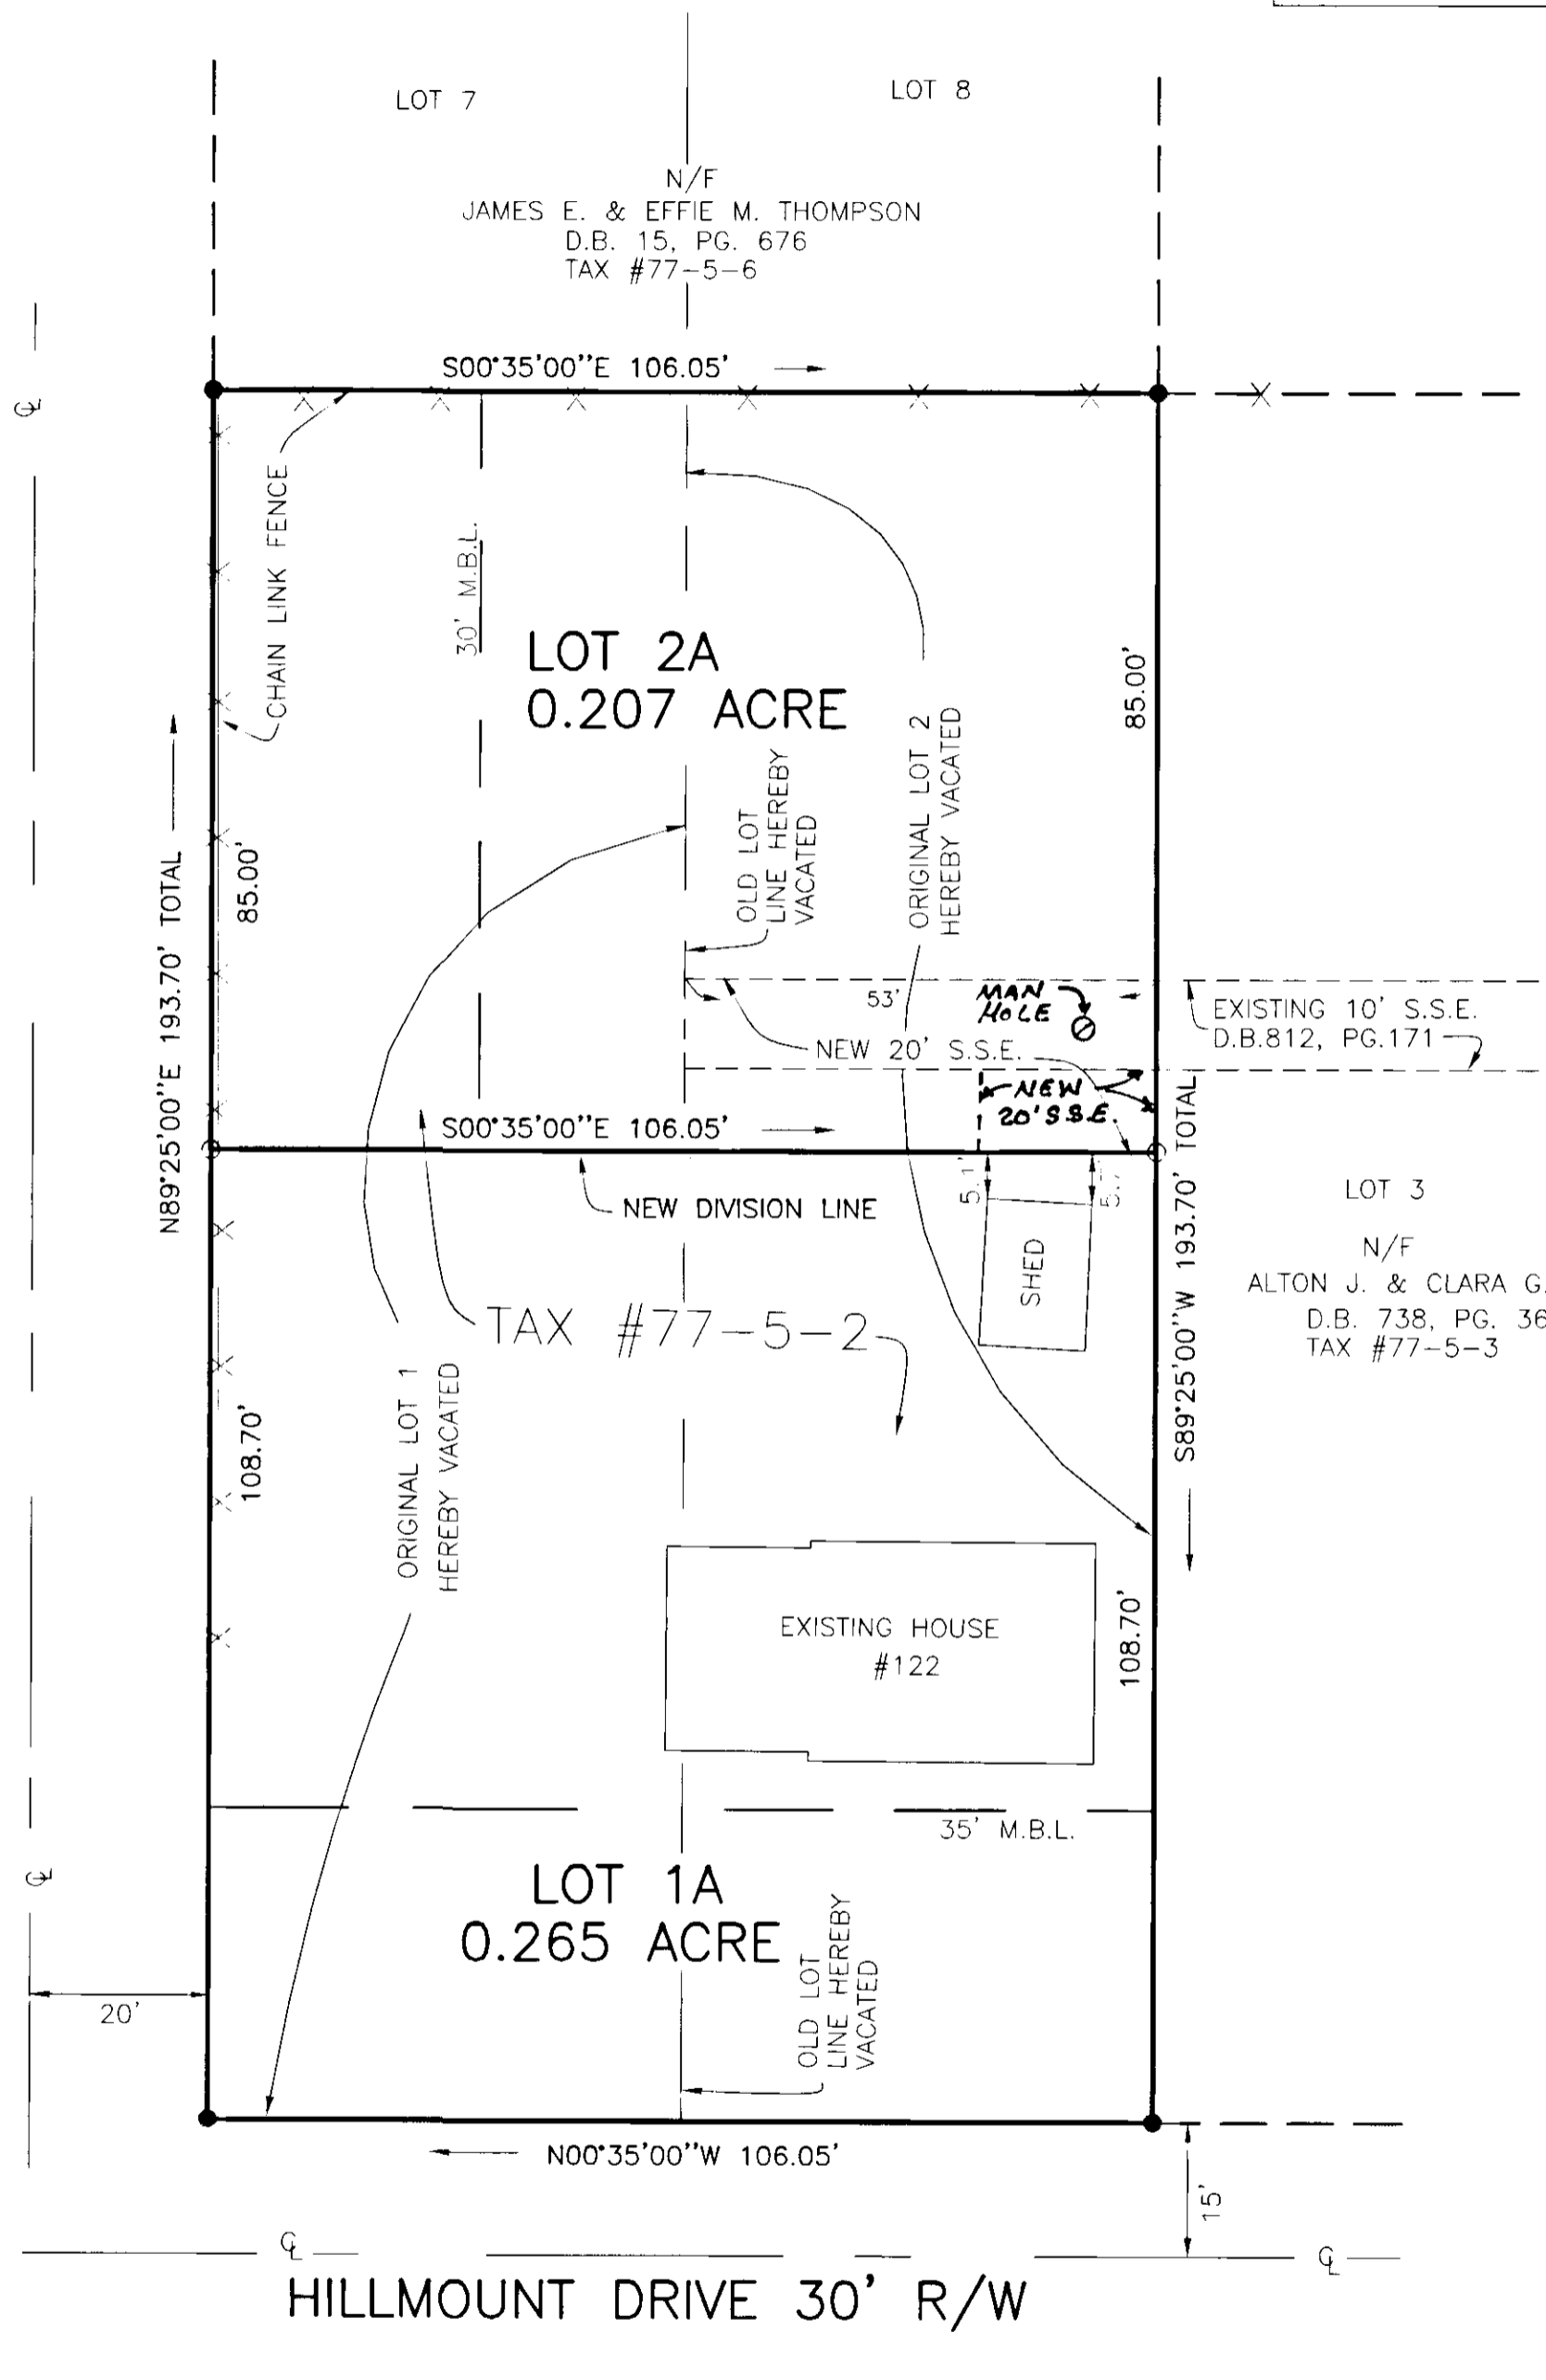 LOT 7
LOT 8
N/F
JAMES E. & EFFIE M. THOMPSON
D.B. 15, PG. 676
TAX #77-5-6
S00°35'00"E 106.05'
CHAIN LINK FENCE
30' M.B.L.
LOT 2A
0.207 ACRE
85.00'
85.00'
N89°25'00"E 193.70' TOTAL
OLD LOT
LINE HEREBY
VACATED
ORIGINAL LOT 2
HEREBY VACATED
53'
MAN
HOLE
EXISTING 10' S.S.E.
D.B.812, PG.171
NEW 20' S.S.E.
NEW
20' S.S.E.
S00°35'00"E 106.05'
NEW DIVISION LINE
5.1'
5.7'
SHED
S89°25'00"W 193.70' TOTAL
LOT 3
N/F
ALTON J. & CLARA G.
D.B. 738, PG. 36
TAX #77-5-3
TAX #77-5-2
ORIGINAL LOT 1
HEREBY VACATED
108.70'
108.70'
EXISTING HOUSE
#122
35' M.B.L.
LOT 1A
0.265 ACRE
OLD LOT
LINE HEREBY
VACATED
20'
N00°35'00"W 106.05'
15'
HILLMOUNT DRIVE 30' R/W